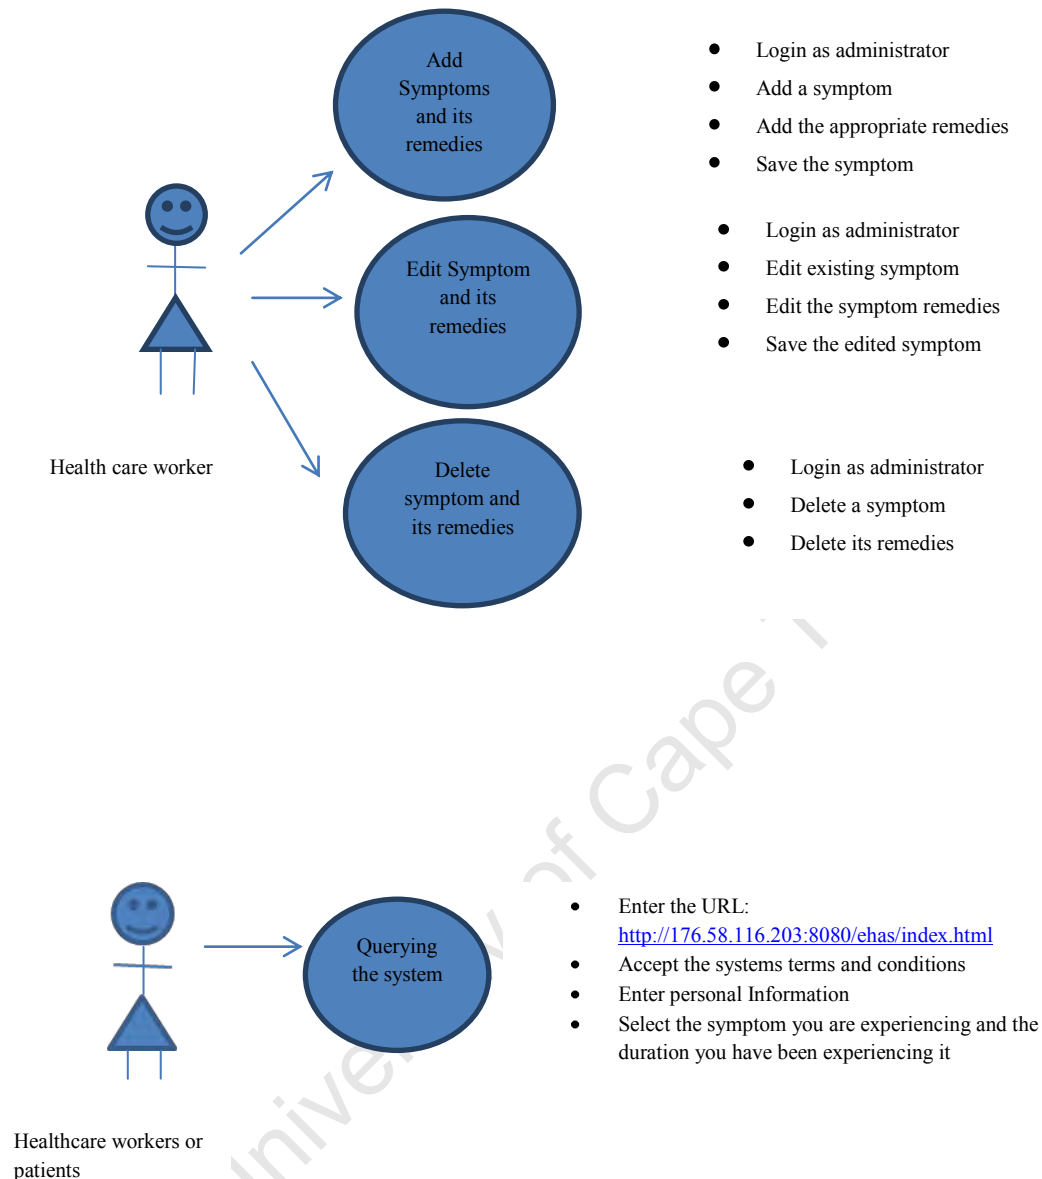 Add
Symptoms
and its
remedies
• Login as administrator
• Add a symptom
• Add the appropriate remedies
• Save the symptom
Edit Symptom
and its
remedies
• Login as administrator
• Edit existing symptom
• Edit the symptom remedies
• Save the edited symptom
Health care worker
Delete
symptom and
its remedies
• Login as administrator
• Delete a symptom
• Delete its remedies
Querying
the system
• Enter the URL:
http://176.58.116.203:8080/ehas/index.html
• Accept the systems terms and conditions
• Enter personal Information
• Select the symptom you are experiencing and the
duration you have been experiencing it
Healthcare workers or
patients
of Cape